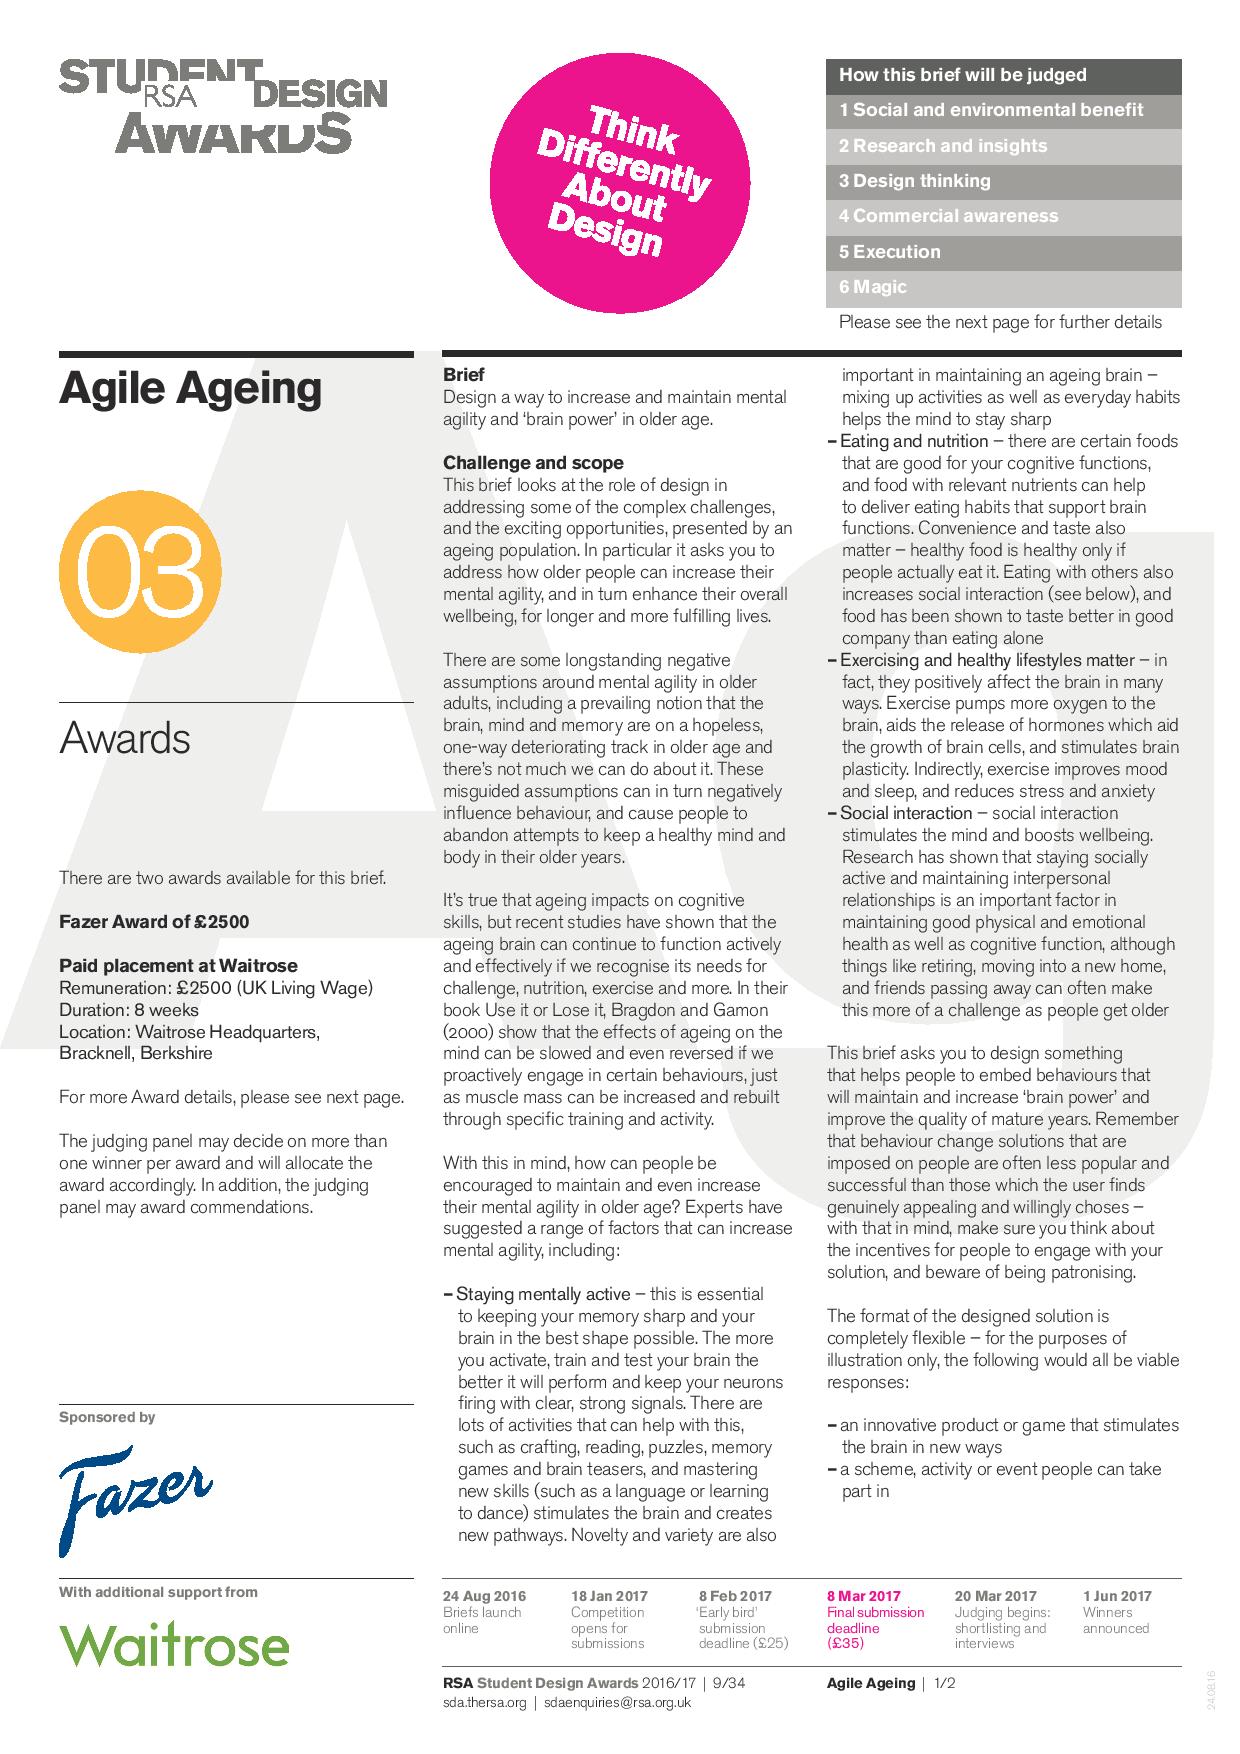 STUDENT
RSA DESIGN
AWARDS
Think
Differently
About
Design
How this brief will be judged
1 Social and environmental benefit
2 Research and insights
3 Design thinking
4 Commercial awareness
5 Execution
6 Magic
Please see the next page for further details
Agile Ageing
03
Awards
There are two awards available for this brief.
Fazer Award of £2500
Paid placement at Waitrose
Remuneration: £2500 (UK Living Wage)
Duration: 8 weeks
Location: Waitrose Headquarters,
Bracknell, Berkshire
For more Award details, please see next page.
The judging panel may decide on more than
one winner per award and will allocate the
award accordingly. In addition, the judging
panel may award commendations.
Sponsored by
Fazer
With additional support from
Waitrose
Ag
Brief
Design a way to increase and maintain mental
agility and ‘brain power’ in older age.
Challenge and scope
This brief looks at the role of design in
addressing some of the complex challenges,
and the exciting opportunities, presented by an
ageing population. In particular it asks you to
address how older people can increase their
mental agility, and in turn enhance their overall
wellbeing, for longer and more fulfilling lives.
There are some longstanding negative
assumptions around mental agility in older
adults, including a prevailing notion that the
brain, mind and memory are on a hopeless,
one-way deteriorating track in older age and
there’s not much we can do about it. These
misguided assumptions can in turn negatively
influence behaviour, and cause people to
abandon attempts to keep a healthy mind and
body in their older years.
It’s true that ageing impacts on cognitive
skills, but recent studies have shown that the
ageing brain can continue to function actively
and effectively if we recognise its needs for
challenge, nutrition, exercise and more. In their
book Use it or Lose it, Bragdon and Gamon
(2000) show that the effects of ageing on the
mind can be slowed and even reversed if we
proactively engage in certain behaviours, just
as muscle mass can be increased and rebuilt
through specific training and activity.
With this in mind, how can people be
encouraged to maintain and even increase
their mental agility in older age? Experts have
suggested a range of factors that can increase
mental agility, including:
– Staying mentally active – this is essential
to keeping your memory sharp and your
brain in the best shape possible. The more
you activate, train and test your brain the
better it will perform and keep your neurons
firing with clear, strong signals. There are
lots of activities that can help with this,
such as crafting, reading, puzzles, memory
games and brain teasers, and mastering
new skills (such as a language or learning
to dance) stimulates the brain and creates
new pathways. Novelty and variety are also
important in maintaining an ageing brain –
mixing up activities as well as everyday habits
helps the mind to stay sharp
– Eating and nutrition – there are certain foods
that are good for your cognitive functions,
and food with relevant nutrients can help
to deliver eating habits that support brain
functions. Convenience and taste also
matter – healthy food is healthy only if
people actually eat it. Eating with others also
increases social interaction (see below), and
food has been shown to taste better in good
company than eating alone
– Exercising and healthy lifestyles matter – in
fact, they positively affect the brain in many
ways. Exercise pumps more oxygen to the
brain, aids the release of hormones which aid
the growth of brain cells, and stimulates brain
plasticity. Indirectly, exercise improves mood
and sleep, and reduces stress and anxiety
– Social interaction – social interaction
stimulates the mind and boosts wellbeing.
Research has shown that staying socially
active and maintaining interpersonal
relationships is an important factor in
maintaining good physical and emotional
health as well as cognitive function, although
things like retiring, moving into a new home,
and friends passing away can often make
this more of a challenge as people get older
This brief asks you to design something
that helps people to embed behaviours that
will maintain and increase ‘brain power’ and
improve the quality of mature years. Remember
that behaviour change solutions that are
imposed on people are often less popular and
successful than those which the user finds
genuinely appealing and willingly choses –
with that in mind, make sure you think about
the incentives for people to engage with your
solution, and beware of being patronising.
The format of the designed solution is
completely flexible – for the purposes of
illustration only, the following would all be viable
responses:
– an innovative product or game that stimulates
the brain in new ways
– a scheme, activity or event people can take
part in
24 Aug 2016
Briefs launch
online
18 Jan 2017
Competition
opens for
submissions
8 Feb 2017
‘Early bird’
submission
deadline (£25)
8 Mar 2017
Final submission
deadline
(£35)
20 Mar 2017
Judging begins:
shortlisting and
interviews
1 Jun 2017
Winners
announced
RSA Student Design Awards 2016/17 | 9/34
sda.thersa.org | sdaenquiries@rsa.org.uk
Agile Ageing | 1/2
24.08.16